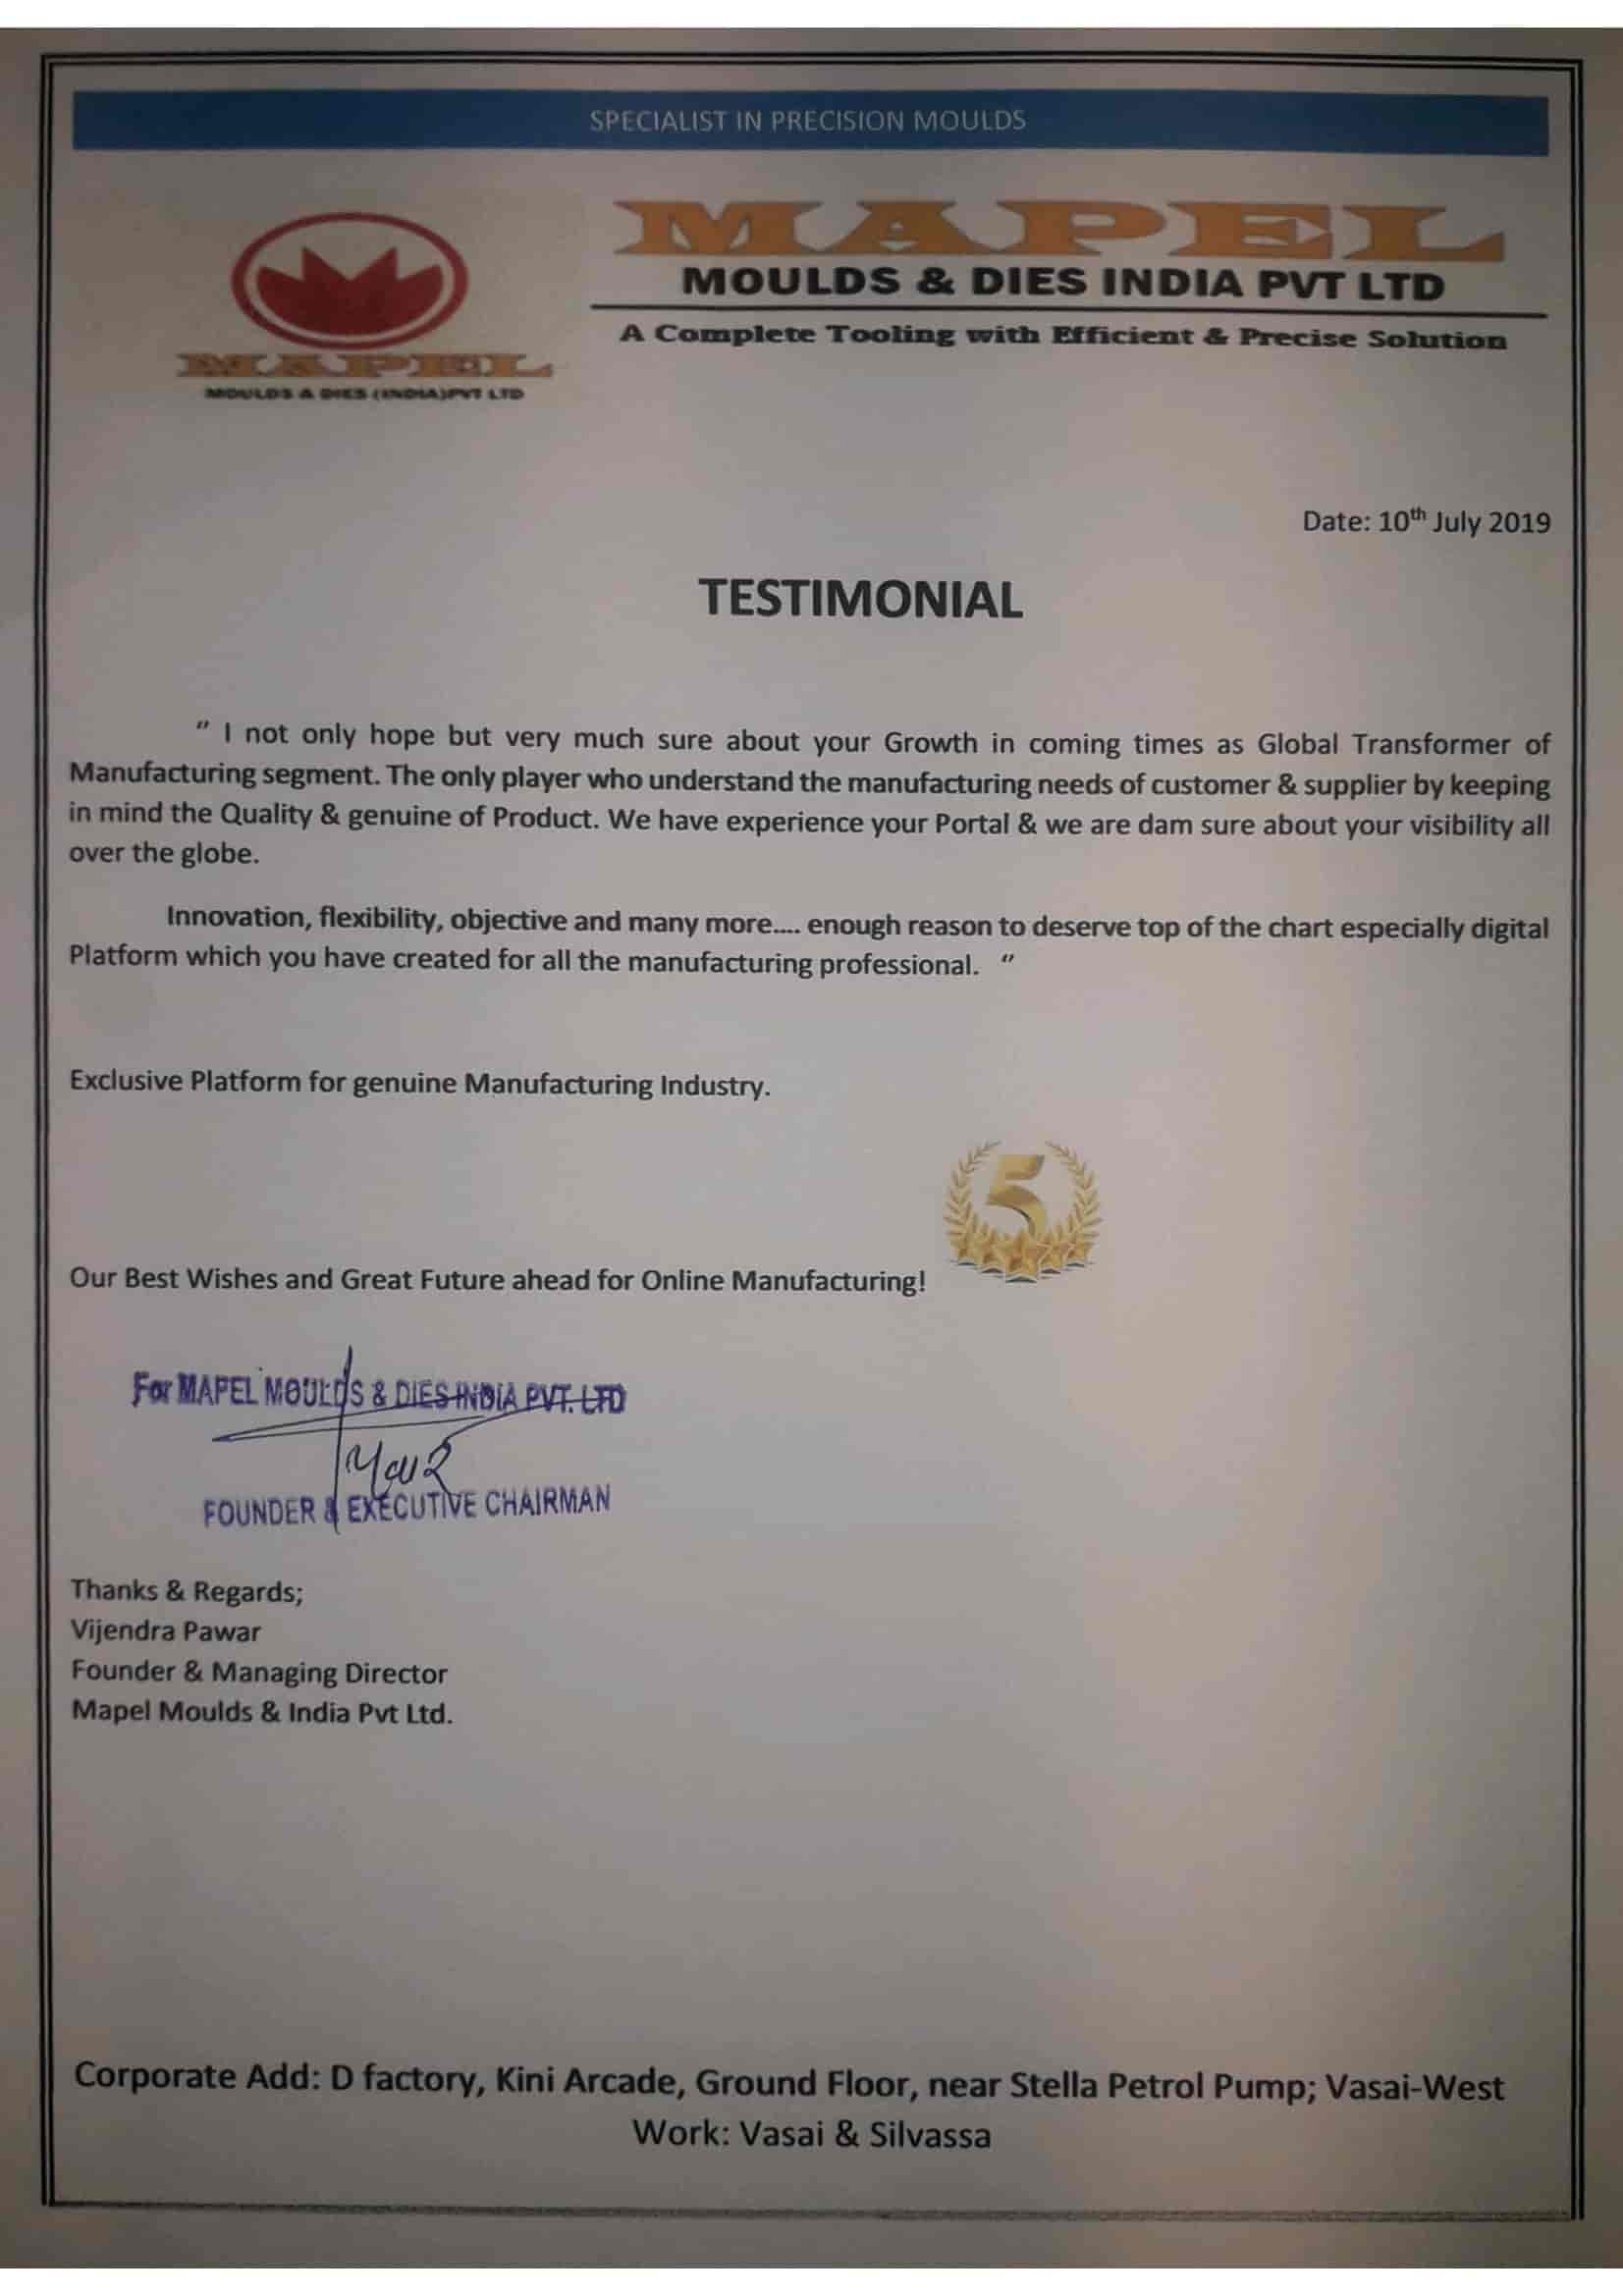 SPECIALIST IN PRECISION MOULDS
MAPEL
MOULDS & DIES INDIA PVT LTD
A Complete Tooling with Efficient & Precise Solution
MAPEL
MOULDS & DIES (INDIA)PVT LTD
Date: 10th July 2019
TESTIMONIAL
" I not only hope but very much sure about your Growth in coming times as Global Transformer of
Manufacturing segment. The only player who understand the manufacturing needs of customer & supplier by keeping
in mind the Quality & genuine of Product. We have experience your Portal & we are dam sure about your visibility all
over the globe.
Innovation, flexibility, objective and many more.... enough reason to deserve top of the chart especially digital
Platform which you have created for all the manufacturing professional. "
Exclusive Platform for genuine Manufacturing Industry.
5
Our Best Wishes and Great Future ahead for Online Manufacturing!
For MAPEL MOULDS & DIES INDIA PVT. LTD
FOUNDER & EXECUTIVE CHAIRMAN
Thanks & Regards;
Vijendra Pawar
Founder & Managing Director
Mapel Moulds & India Pvt Ltd.
Corporate Add: D factory, Kini Arcade, Ground Floor, near Stella Petrol Pump; Vasai-West
Work: Vasai & Silvassa